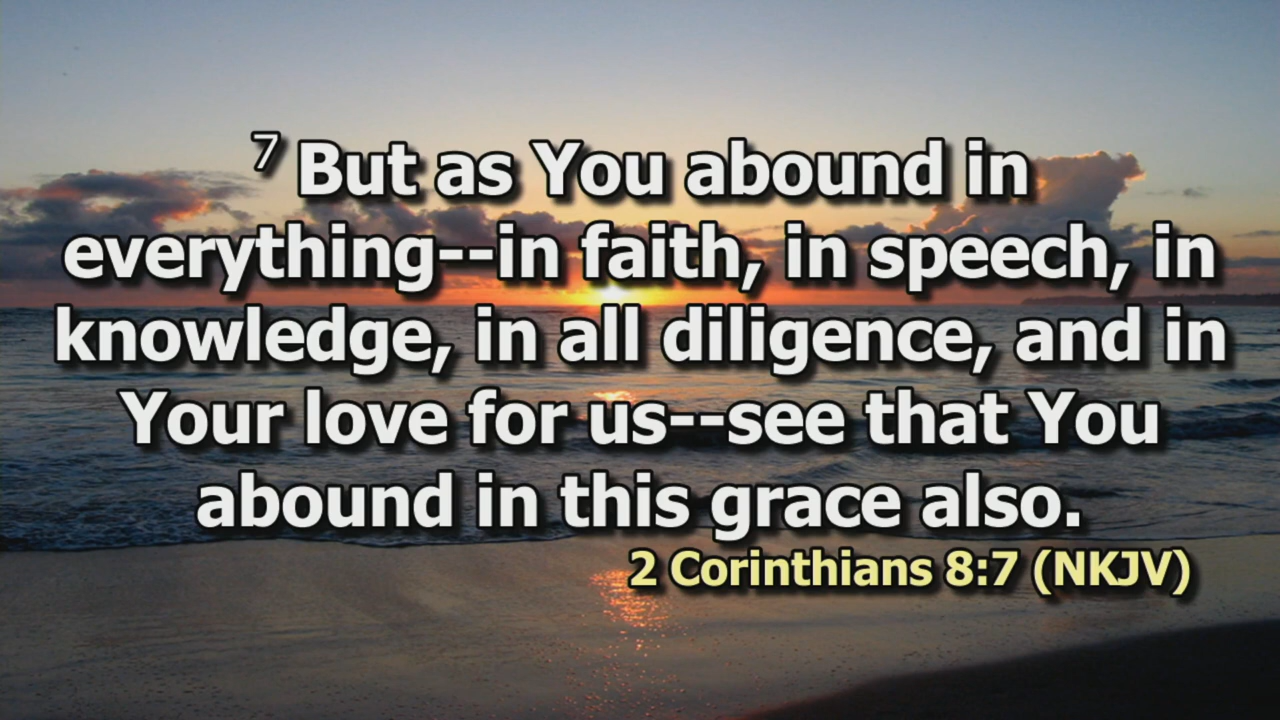 7 But as You abound in
everything--in faith, in speech, in
knowledge, in all diligence, and in
Your love for us--see that You
abound in this grace also.
2 Corinthians 8:7 (NKJV)